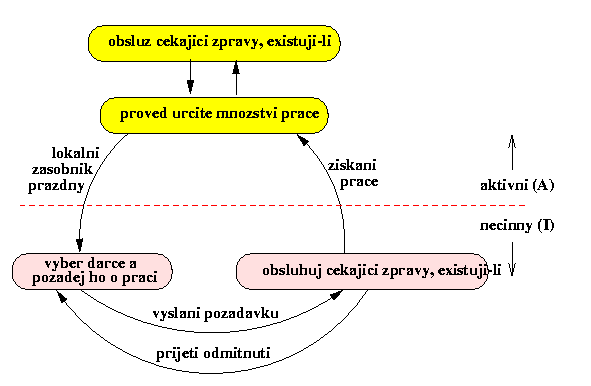 obsluz cekajici zpravy, existuji-li
proved urcite mnozstvi prace
lokalni
zasobnik
prazdny
ziskani
prace
aktivni (A)
necinny (I)
vyber darce a
pozadej ho o praci
obsluhuj cekajici zpravy, existuji-li
vyslani pozadavku
prijeti odmitnuti